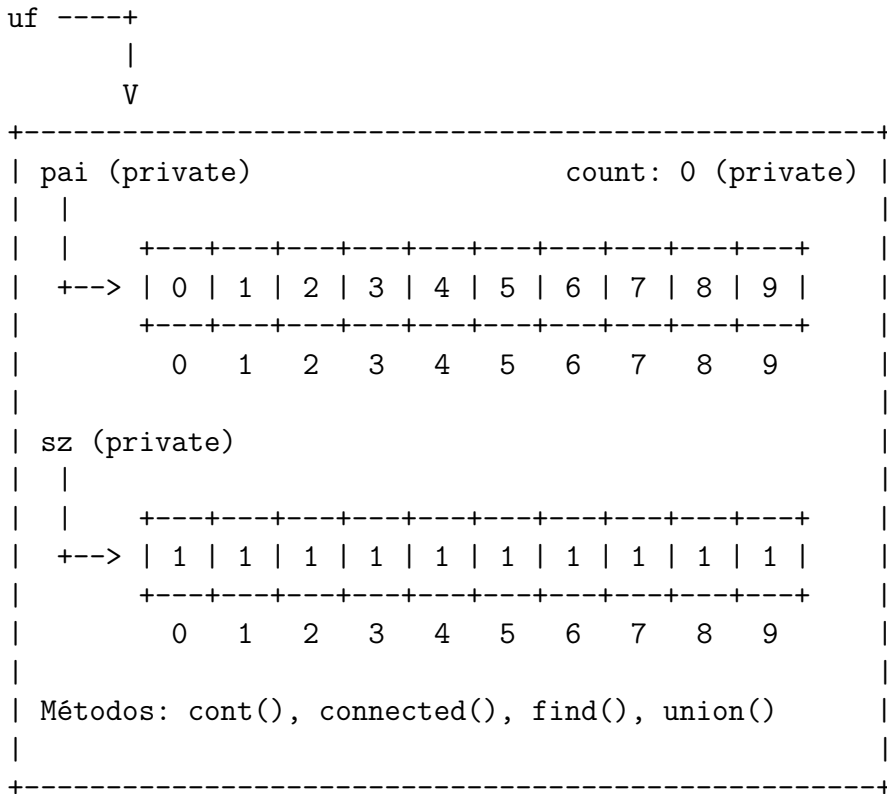 uf ----+
       |
       V
+----------------------------------------------------+
| pai (private)                   count: 0 (private) |
|  |                                                 |
|  |    +---+---+---+---+---+---+---+---+---+---+    |
|  +--> | 0 | 1 | 2 | 3 | 4 | 5 | 6 | 7 | 8 | 9 |    |
|       +---+---+---+---+---+---+---+---+---+---+    |
|         0   1   2   3   4   5   6   7   8   9      |
|                                                    |
| sz (private)                                       |
|  |                                                 |
|  |    +---+---+---+---+---+---+---+---+---+---+    |
|  +--> | 1 | 1 | 1 | 1 | 1 | 1 | 1 | 1 | 1 | 1 |    |
|       +---+---+---+---+---+---+---+---+---+---+    |
|         0   1   2   3   4   5   6   7   8   9      |
|                                                    |
| Métodos: cont(), connected(), find(), union()      |
|                                                    |
+----------------------------------------------------+